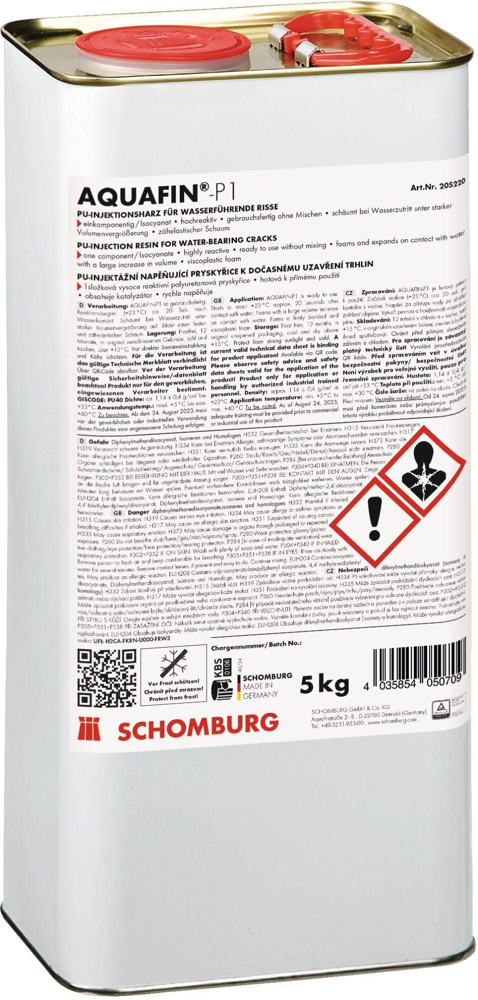 AQUAFIN®-P1
Art.Nr. 205220
PU-INJEKTIONSHARZ FÜR WASSERFÜHRENDE RISSE
einkomponentig/Isocyanat • hochreaktiv • gebrauchsfertig ohne Mischen • schäumt bei Wasserzutritt unter starker
Volumenvergrößerung • zähelastischer Schaum
PU-INJECTION RESIN FOR WATER-BEARING CRACKS
one component/Isocyanate • highly reactive • ready to use without mixing • foams and expands on contact with water
with a large increase in volume • viscoplastic foam
PU-INJEKTÁŽNÍ NAPĚŇUJÍCÍ PRYSKYŘICE K DOČASNÉMU UZAVŘENÍ TRHLIN
1složková vysoce reaktivní polyuretanová pryskyřice • hotová k přímému použití
• obsahuje katalyzátor • rychle napěňuje
D Verarbeitung: AQUAFIN-P1 ist gebrauchsfertig.
Reaktionsbeginn (+23 °C) ca. 20 Sek. nach
Wasserkontakt. Schäumt bei Wasserzutritt unter
starker Volumenvergrößerung auf. Bildet einen festen
und zähelastischen Schaum. Lagerung: Frostfrei, 12
Monate, im original verschlossenen Gebinde, kühl und
trocken, über +15°C. Vor direkter Sonneneinstrahlung
und Kälte schützen. Für die Verarbeitung ist
das gültige Technische Merkblatt verbindlich!
Über QR-Code abrufbar. Vor der Verarbeitung
gültige Sicherheitshinweise/-datenblatt
beachten! Produkt nur für den gewerblichen,
eingewiesenen Verarbeiter bestimmt.
GISCODE: PU40 Dichte: ca. 1,14 ± 0,4 g/cm³ bei
+23°C Anwendungstemp.: mind. +5°C bis max.
+40°C Zu beachten: Ab dem 24. August 2023 muss
vor der gewerblichen oder industriellen Verwendung
dieses Produktes eine angemessene Schulung erfolgen.
GB Application: AQUAFIN-P1 is ready to use.
Starts to react +23°C approx. 20 seconds after
contact with water. Foams with a large volume increase
on contact with water. Forms a firmly bonded and
viscoplastic foam. Storage: Frost free, 12 months, in
original unopened packaging, cool and dry above
+15°C. Protect from strong sunlight and cold. A
current valid technical data sheet is binding
for product applicaton! Available via QR code.
Please observe safety advice and safety
data sheets valid for the application of the
product! Product only for application or
handling by authorized industrial trained
personnel. Density: approx. 1.14 ± 0,4 g/cm³ at
+23°C Application temperature: min. +5°C to
max. +40°C To be noted: As of August 24, 2023,
adequate training must be provided prior to commercial
or industrial use of this product.
CZ Zpracování: AQUAFIN-P1 je hotový přímo
k použití. Začátek reakce (+23 °C) cca 20 sek. po
kontaktu s vodou. Napění za přístupu vody za silného
zvětšení objemu. Vytvoří pevnou a houževnatě elastickou
pěnu. Skladování: 12 měsíců v chladu a v suchu, nad
+15 °C, v originálním uzavřeném balení, otevřená balení
ihned spotřebovat. Chránit před přímým slunečním
zářením a chladem. Pro zpracování je závazný
platný technický list! Vyvolání prostřednictvím
QR kódu. Před zpracováním vzít v úvahu
bezpečnostní pokyny/ bezpečnostní list!
Není výrobek pro veřejné využití, pouze pro
řemeslné zpracování. Hustota: 1,14 ± 0,4 g/
cm³ při +23 °C Teplota při použití.: min. +5 °C až
max. +30 °C Číslo šarže: viz potisk na obalu. Chránit
Před mrazem. Vezměte na vědomí: Od 24. srpna 2023
musí před komerčním nebo průmyslovým použitím
tohoto výrobku proběhnout odpovídající školení.
D Gefahr Diphenylmethandiisocyanat, Isomeren und Homologen H332 Gesundheitsschädlich bei Einatmen. H315 Verursacht Hautreizungen.
H319 Verursacht schwere Augenreizung. H334 Kann bei Einatmen Allergie, asthmaartige Symptome oder Atembeschwerden verursachen. H317
Kann allergische Hautreaktionen verursachen. H351 Kann vermutlich Krebs erzeugen. H335 Kann die Atemwege reizen. H373 Kann die
Organe schädigen bei längerer oder wiederholter Exposition. P260 Staub/Rauch/Gas/Nebel/Dampf/Aerosol nicht einatmen. P280
Schutzhandschuhe/ Schutzkleidung/ Augenschutz/ Gesichtsschutz/ Gehörschutz tragen. P284 [Bei unzureichender Belüftung] Atemschutz
tragen. P302+P352 BEI BERÜHRUNG MIT DER HAUT: Mit viel Wasser und Seife waschen. P304+P340 BEI EINATMEN: Die Person
an die frische Luft bringen und für ungehinderte Atmung sorgen. P305+P351+P338 BEI KONTAKT MIT DEN AUGEN: Einige
Minuten lang behutsam mit Wasser spülen. Eventuell vorhandene Kontaktlinsen nach Möglichkeit entfernen. Weiter spülen.
EUH204 Enthält Isocyanate. Kann allergische Reaktionen hervorrufen. EUH208 Enthält Diphenylmethan-2,4'-diisocyanat,
4,4'-Methylendiphenyldiisocyanat, Diphenylmethandiisocyanat, Isomere und Homologe. Kann allergische Reaktionen
hervorrufen. GB Danger diphenylmethanediisocyanate,isomeres and homologues H332 Harmful if inhaled.
H315 Causes skin irritation. H319 Causes serious eye irritation. H334 May cause allergy or asthma symptoms or
breathing difficulties if inhaled. H317 May cause an allergic skin reaction. H351 Suspected of causing cancer.
H335 May cause respiratory irritation. H373 May cause damage to organs through prolonged or repeated
exposure. P260 Do not breathe dust/fume/gas/mist/vapours/spray. P280 Wear protective gloves/protec-
tive clothing/eye protection/face protection/hearing protection. P284 [In case of inadequate ventilation] wear
respiratory protection. P302+P352 IF ON SKIN: Wash with plenty of soap and water. P304+P340 IF INHALED:
Remove person to fresh air and keep comfortable for breathing. P305+P351+P338 IF IN EYES: Rinse cautiously with
water for several minutes. Remove contact lenses, if present and easy to do. Continue rinsing. EUH204 Contains isocyana-
tes. May produce an allergic reaction. EUH208 Contains o-(p-isocyanatobenzyl)phenyl isocyanate, 4,4'-methylenediphenyl
diisocyanate, Diphenylmethandiisocyanat, Isomere und Homologe. May produce an allergic reaction. CZ Nebezpečí difenylmethandiisokyanát (isomery a
homology) H332 Zdraví škodlivý při vdechování. H315 Dráždí kůži. H319 Způsobuje vážné podráždění očí. H334 Při vdechování může vyvolat příznaky alergie nebo
astmatu nebo dýchací potíže. H317 Může vyvolat alergickou kožní reakci. H351 Podezření na vyvolání rakoviny. H335 Může způsobit podráždění dýchacích cest. H373
Může způsobit poškození orgánů při prodloužené nebo opakované expozici. P260 Nevdechujte prach/dým/plyn/mlhu/páry/aerosoly. P280 Používejte ochranné ruka-
vice/ochranný oděv/ochranné brýle/obličejový štít/chrániče sluchu. P284 [V případě nedostatečného větrání] používejte vybavení pro ochranu dýchacích cest. P302+P352
PŘI STYKU S KŮŽÍ: Omyjte mýdlem a velkým množstvím vody. P304+P340 PŘI VDECHNUTÍ: Přeneste osobu na čerstvý vzduch a ponechte ji v poloze usnadňující dýchání.
P305+P351+P338 PŘI ZASAŽENÍ OČÍ: Několik minut opatrně vyplachujte vodou. Vyjměte kontaktní čočky, jsou-li nasazeny a pokud je lze vyjmout snadno. Pokračujte ve
vyplachování. EUH204 Obsahuje isokyanáty. Může vyvolat alergickou reakci. EUH208 Obsahuje difenylmethandiisokyanat (isomery a homology). Může vyvolat alergickou
reakci UFI: H2CA-FKRN-U000-FRW3
Chargennummer/Batch No.:
Vor Frost schützen!
Chránit před mrazem!
Protect from frost!
KBS
0106
40/24
SCHOMBURG
MADE IN
GERMANY
5 kg
4 035854 050709
SCHOMBURG
SCHOMBURG GmbH & Co. KG
Aquafinstraße 2 - 8 . D-32760 Detmold (Germany)
Tel. +49-5231-953-00 . www.schomburg.com